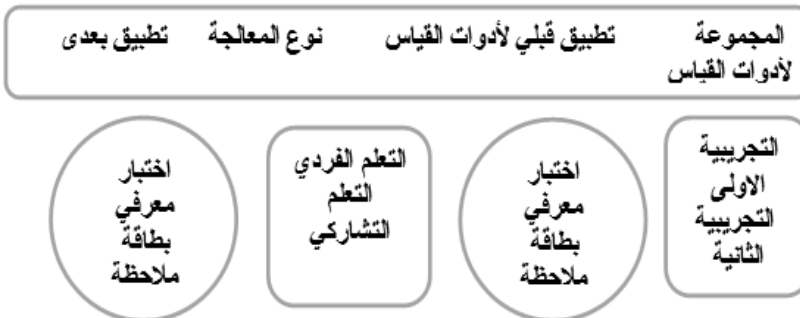 المجموعة تطبيق قبلي لأدوات القياس نوع المعالجة تطبيق بعدى
لأدوات القياس
التجريبية
الاولى
التجريبية
الثانية
اختبار
معرفي
بطاقة
ملاحظة
التعلم الفردي
التعلم
التشاركي
اختبار
معرفي
بطاقة
ملاحظة